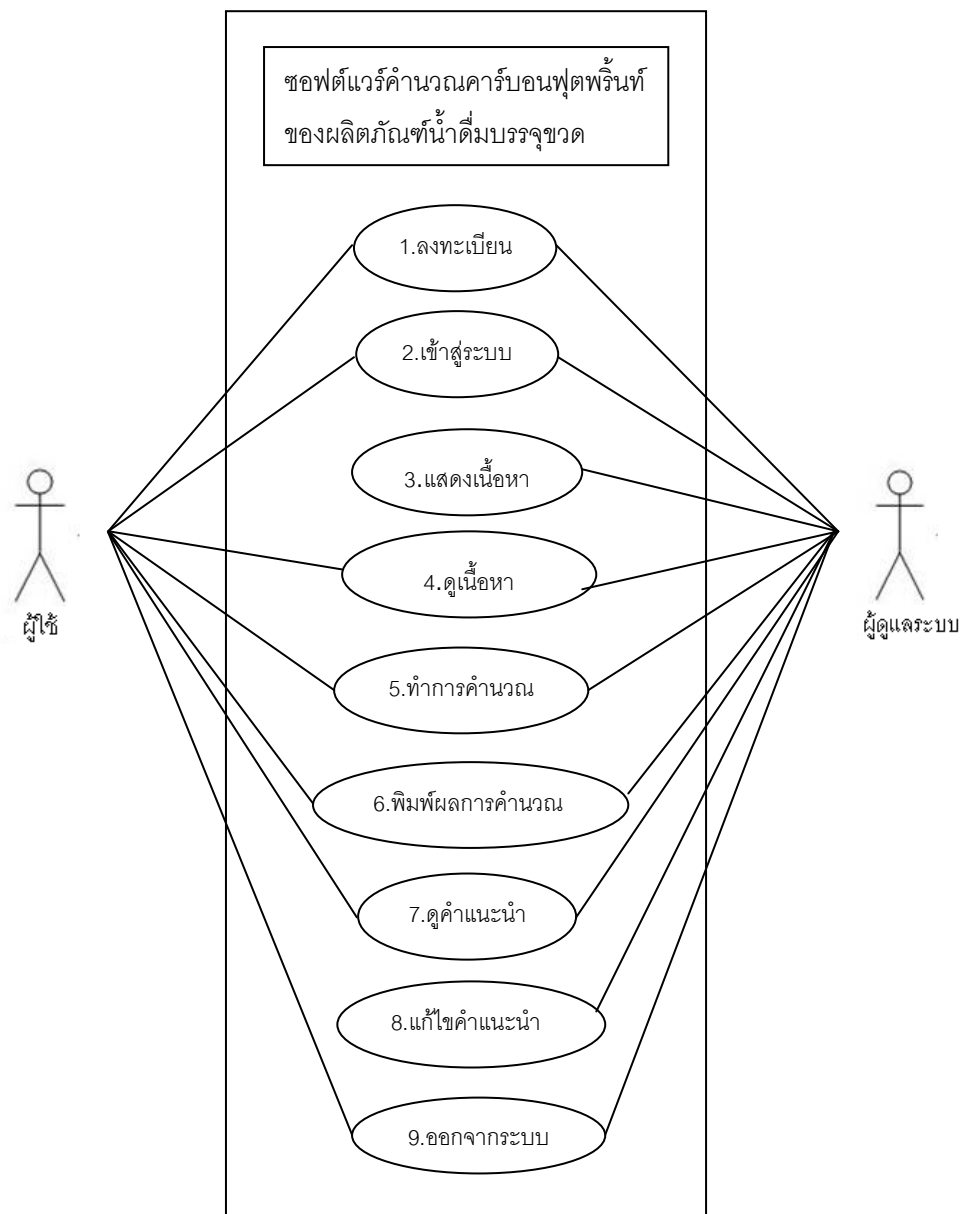 ซอฟต์แวร์คำนวณคาร์บอนฟุตพริ้นท์
ของผลิตภัณฑ์น้ำดื่มบรรจุขวด
1.ลงทะเบียน
2.เข้าสู่ระบบ
3.แสดงเนื้อหา
4.ดูเนื้อหา
ผู้ใช้
ผู้ดูแลระบบ
5.ทำการคำนวณ
6.พิมพ์ผลการคำนวณ
7.ดูคำแนะนำ
8.แก้ไขคำแนะนำ
9.ออกจากระบบ